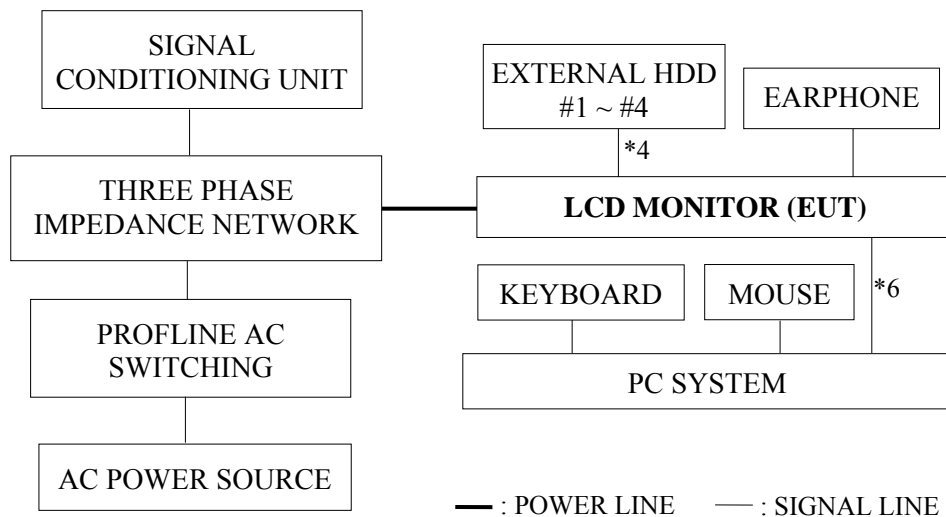 SIGNAL
CONDITIONING UNIT
EXTERNAL HDD
#1 ~ #4
EARPHONE
*4
THREE PHASE
IMPEDANCE NETWORK
LCD MONITOR (EUT)
KEYBOARD
MOUSE
*6
PROFLINE AC
SWITCHING
PC SYSTEM
AC POWER SOURCE
: POWER LINE
: SIGNAL LINE